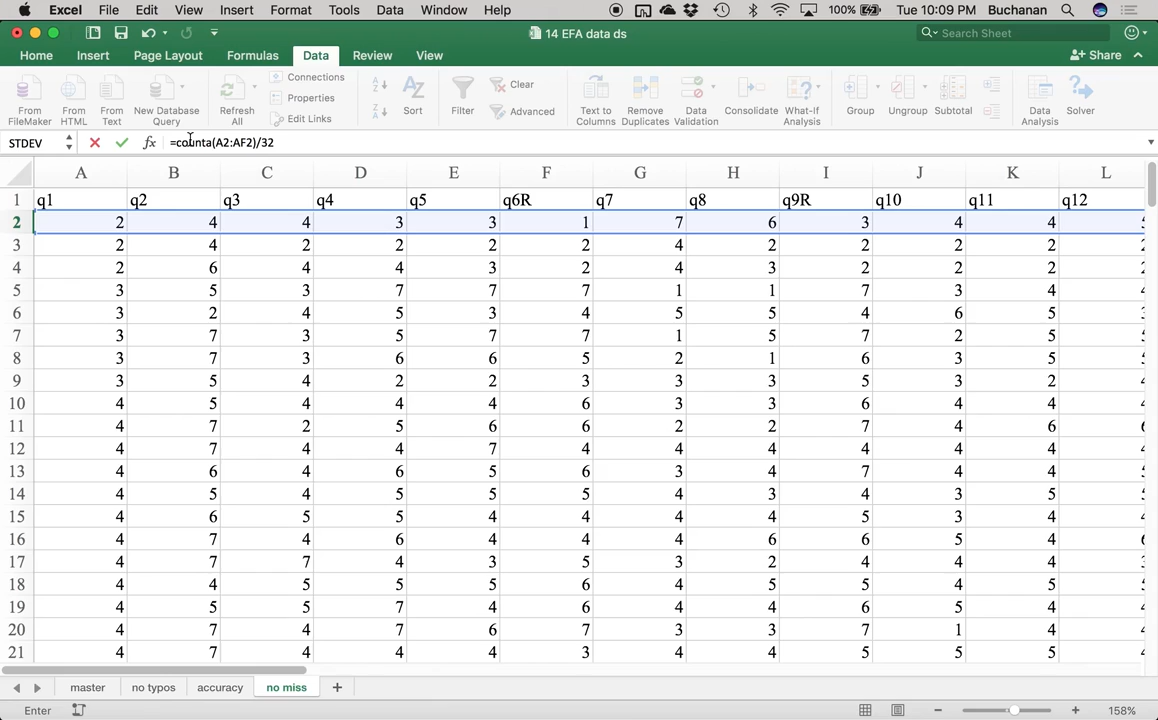 Excel File Edit View Insert Format Tools Data Window Help 100% Tue 10:09 PM Buchanan
14 EFA data ds Search Sheet
Home Insert Page Layout Formulas Data Review View Share
From FileMaker From HTML From Text New Database Query Refresh All Connections Properties Edit Links Sort Filter Clear Advanced Text to Columns Remove Duplicates Data Validation Consolidate What-If Analysis Group Ungroup Subtotal Data Analysis Solver
STDEV fx =counta(A2:AF2)/32
A B C D E F G H I J K L
1 q1 q2 q3 q4 q5 q6R q7 q8 q9R q10 q11 q12
2 2 4 4 3 3 1 7 6 3 4 4
3 2 4 2 2 2 2 4 2 2 2 2
4 2 6 4 4 3 2 4 3 2 2 2
5 3 5 3 7 7 7 1 1 7 3 4
6 3 2 4 5 3 4 5 5 4 6 5
7 3 7 3 5 7 7 1 5 7 2 5
8 3 7 3 6 6 5 2 1 6 3 5
9 3 5 4 2 2 3 3 3 5 3 2
10 4 5 4 4 4 6 3 3 6 4 4
11 4 7 2 5 6 6 2 2 7 4 6
12 4 7 4 4 7 4 4 4 4 4 4
13 4 6 4 6 5 6 3 4 7 4 4
14 4 5 4 5 5 5 4 3 4 3 5
15 4 6 5 5 4 4 4 4 5 3 4
16 4 7 4 6 4 4 4 6 6 5 4
17 4 7 7 4 3 5 3 2 4 4 4
18 4 4 5 5 5 6 4 5 5 4 5
19 4 5 5 7 4 6 4 4 6 5 4
20 4 7 4 7 6 7 3 3 7 1 4
21 4 7 4 4 4 3 4 4 5 5 5
master no typos accuracy no miss
Enter 158%